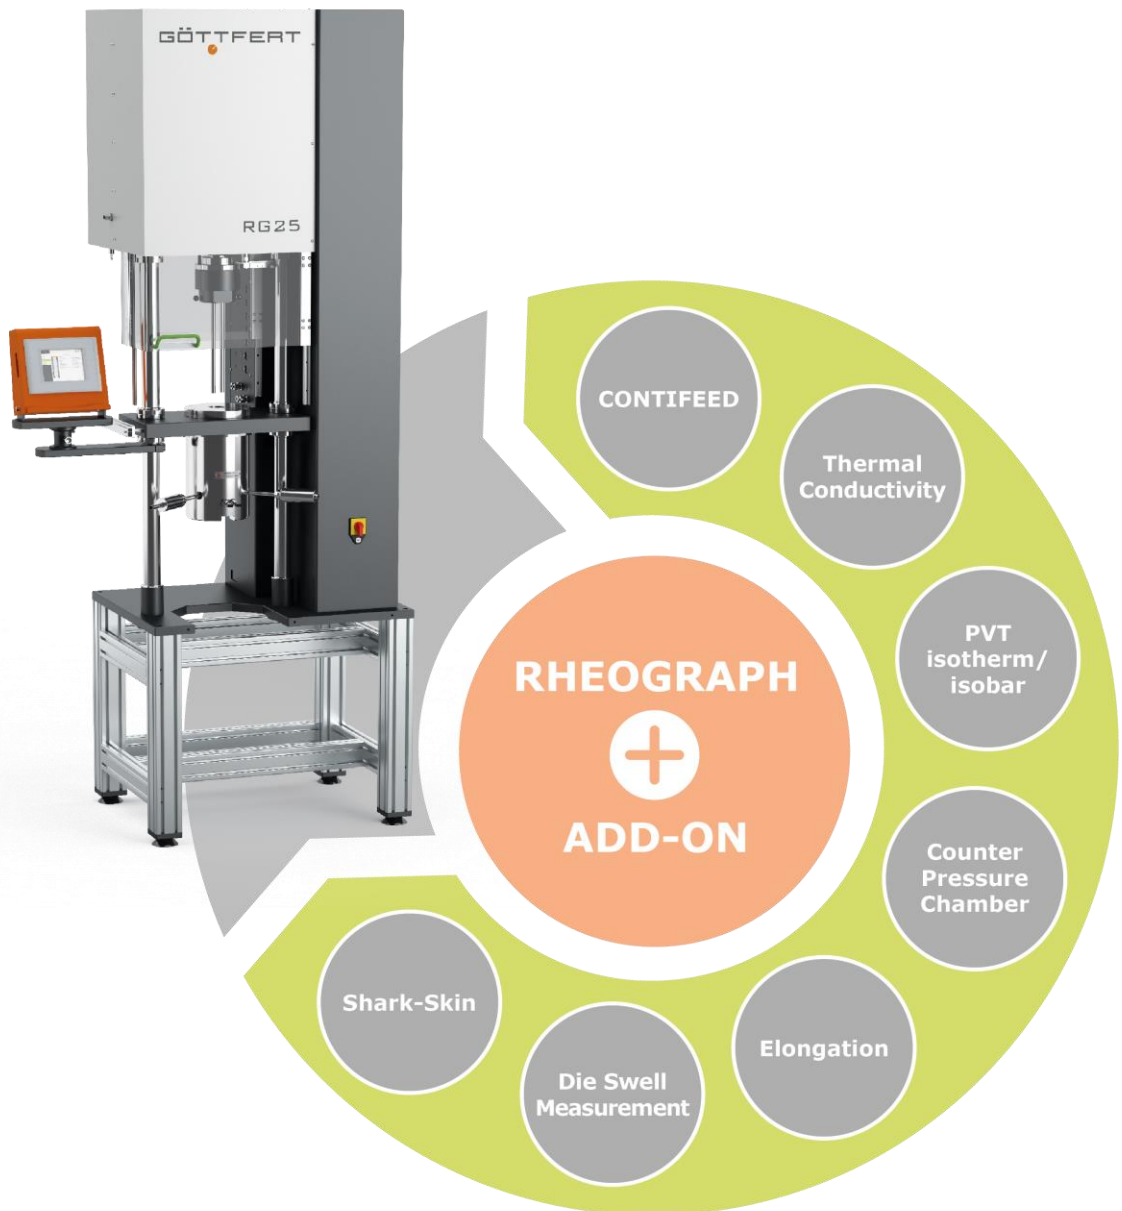 GÖTTFERT
RG25
CONTIFEED
Thermal
Conductivity
PVT
isotherm/
isobar
Counter
Pressure
Chamber
Elongation
Die Swell
Measurement
Shark-Skin
RHEOGRAPH
ADD-ON